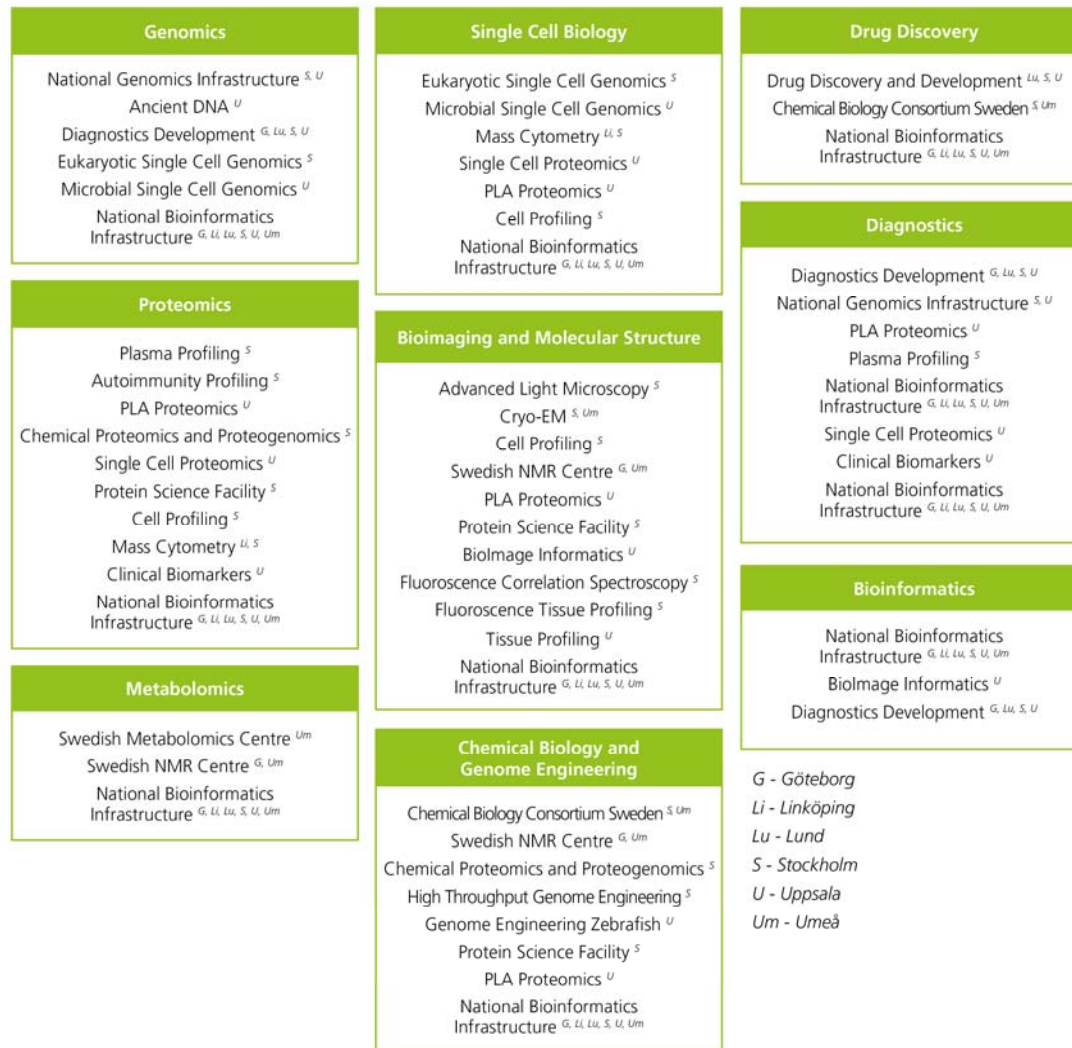 Genomics
National Genomics Infrastructure S, U
Ancient DNA U
Diagnostics Development G, Lu, S, U
Eukaryotic Single Cell Genomics S
Microbial Single Cell Genomics U
National Bioinformatics
Infrastructure G, Li, Lu, S, U, Um
Proteomics
Plasma Profiling S
Autoimmunity Profiling S
PLA Proteomics U
Chemical Proteomics and Proteogenomics S
Single Cell Proteomics U
Protein Science Facility S
Cell Profiling S
Mass Cytometry Li, S
Clinical Biomarkers U
National Bioinformatics
Infrastructure G, Li, Lu, S, U, Um
Metabolomics
Swedish Metabolomics Centre Um
Swedish NMR Centre G, Um
National Bioinformatics
Infrastructure G, Li, Lu, S, U, Um
Single Cell Biology
Eukaryotic Single Cell Genomics S
Microbial Single Cell Genomics U
Mass Cytometry Li, S
Single Cell Proteomics U
PLA Proteomics U
Cell Profiling S
National Bioinformatics
Infrastructure G, Li, Lu, S, U, Um
Bioimaging and Molecular Structure
Advanced Light Microscopy S
Cryo-EM S, Um
Cell Profiling S
Swedish NMR Centre G, Um
PLA Proteomics U
Protein Science Facility S
BioImage Informatics U
Fluoroscence Correlation Spectroscopy S
Fluoroscence Tissue Profiling S
Tissue Profiling U
National Bioinformatics
Infrastructure G, Li, Lu, S, U, Um
Chemical Biology and
Genome Engineering
Chemical Biology Consortium Sweden S, Um
Swedish NMR Centre G, Um
Chemical Proteomics and Proteogenomics S
High Throughput Genome Engineering S
Genome Engineering Zebrafish U
Protein Science Facility S
PLA Proteomics U
National Bioinformatics
Infrastructure G, Li, Lu, S, U, Um
Drug Discovery
Drug Discovery and Development Lu, S, U
Chemical Biology Consortium Sweden S, Um
National Bioinformatics
Infrastructure G, Li, Lu, S, U, Um
Diagnostics
Diagnostics Development G, Lu, S, U
National Genomics Infrastructure S, U
PLA Proteomics U
Plasma Profiling S
National Bioinformatics
Infrastructure G, Li, Lu, S, U, Um
Single Cell Proteomics U
Clinical Biomarkers U
National Bioinformatics
Infrastructure G, Li, Lu, S, U, Um
Bioinformatics
National Bioinformatics
Infrastructure G, Li, Lu, S, U, Um
BioImage Informatics U
Diagnostics Development G, Lu, S, U
G - Göteborg
Li - Linköping
Lu - Lund
S - Stockholm
U - Uppsala
Um - Umeå